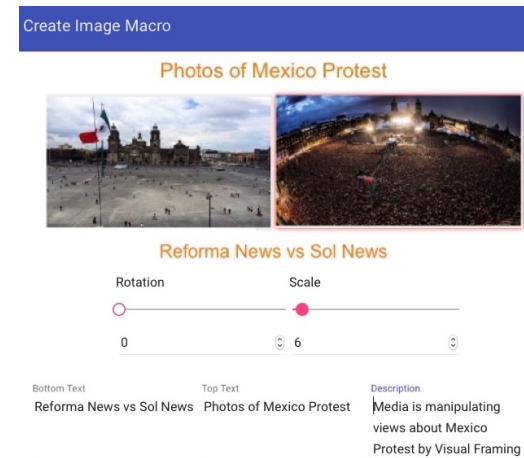 Create Image Macro
Photos of Mexico Protest
Reforma News vs Sol News
Rotation
Scale
0
6
Bottom Text
Top Text
Description
Reforma News vs Sol News
Photos of Mexico Protest
Media is manipulating
views about Mexico
Protest by Visual Framing